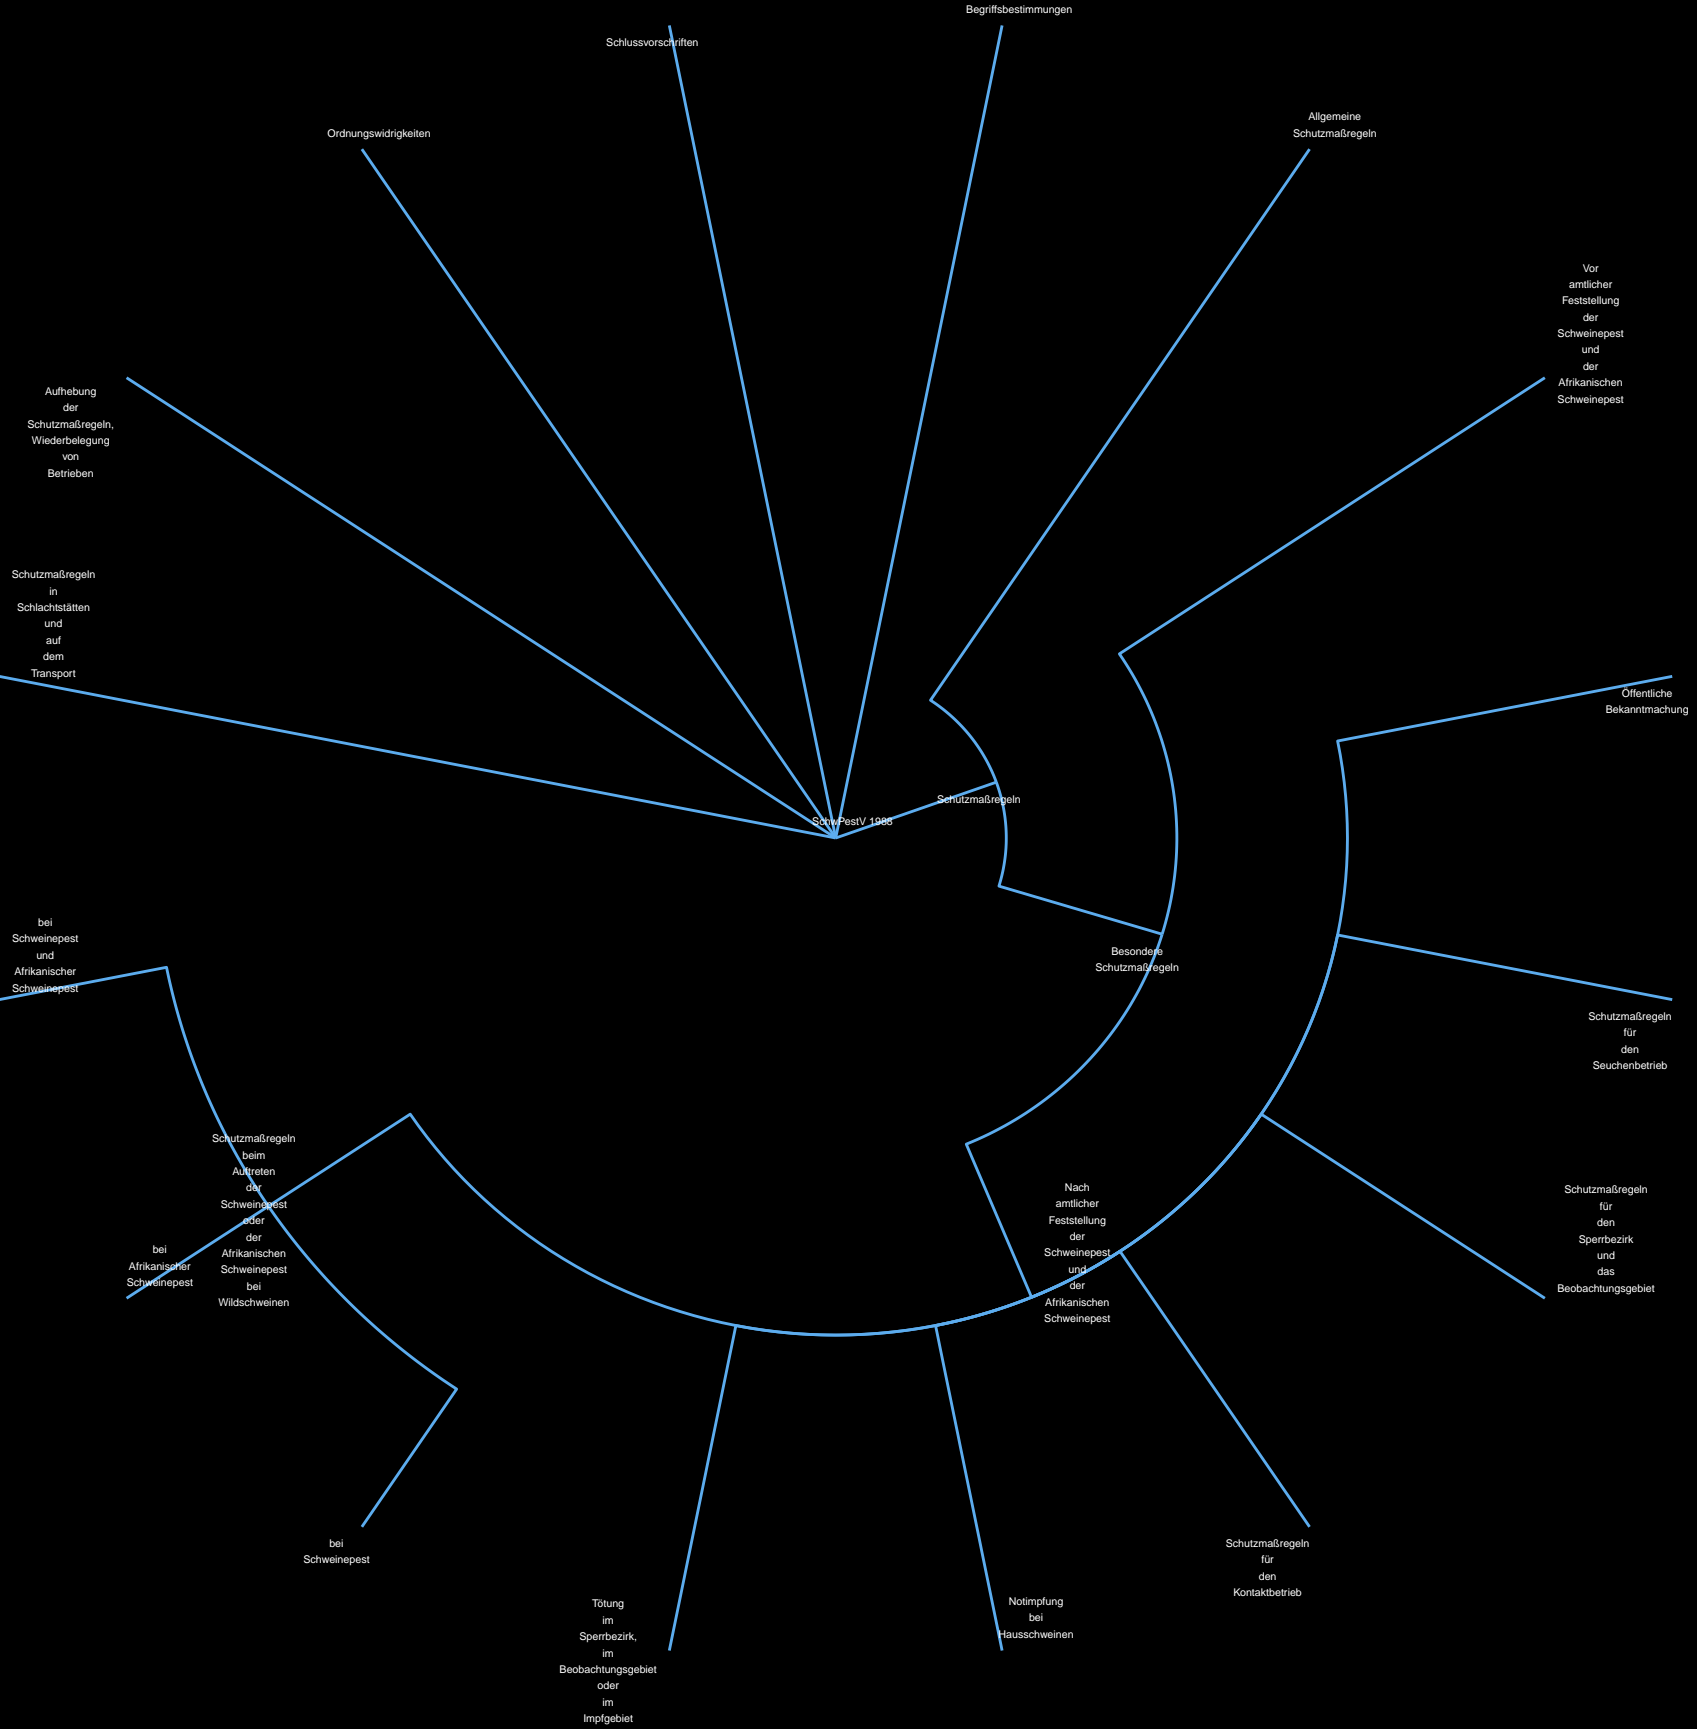 Begriffsbestimmungen
Schlussvorschriften
Allgemeine
Schutzmaßregeln
Ordnungswidrigkeiten
Vor
amtlicher
Feststellung
der
Schweinepest
und
der
Afrikanischen
Schweinepest
Aufhebung
der
Schutzmaßregeln,
Wiederbelegung
von
Betrieben
Schutzmaßregeln
in
Schlachtstätten
und
auf
dem
Transport
Öffentliche
Bekanntmachung
Schutzmaßregeln
SchwPestV 1988
bei
Schweinepest
und
Afrikanischer
Schweinepest
Besondere
Schutzmaßregeln
Schutzmaßregeln
für
den
Seuchenbetrieb
Schutzmaßregeln
beim
Auftreten
der
Schweinepest
oder
der
Afrikanischen
Schweinepest
bei
Wildschweinen
Nach
amtlicher
Feststellung
der
Schweinepest
und
der
Afrikanischen
Schweinepest
Schutzmaßregeln
für
den
Sperrbezirk
und
das
Beobachtungsgebiet
bei
Afrikanischer
Schweinepest
bei
Schweinepest
Schutzmaßregeln
für
den
Kontaktbetrieb
Tötung
im
Sperrbezirk,
im
Beobachtungsgebiet
oder
im
Impfgebiet
Notimpfung
bei
Hausschweinen